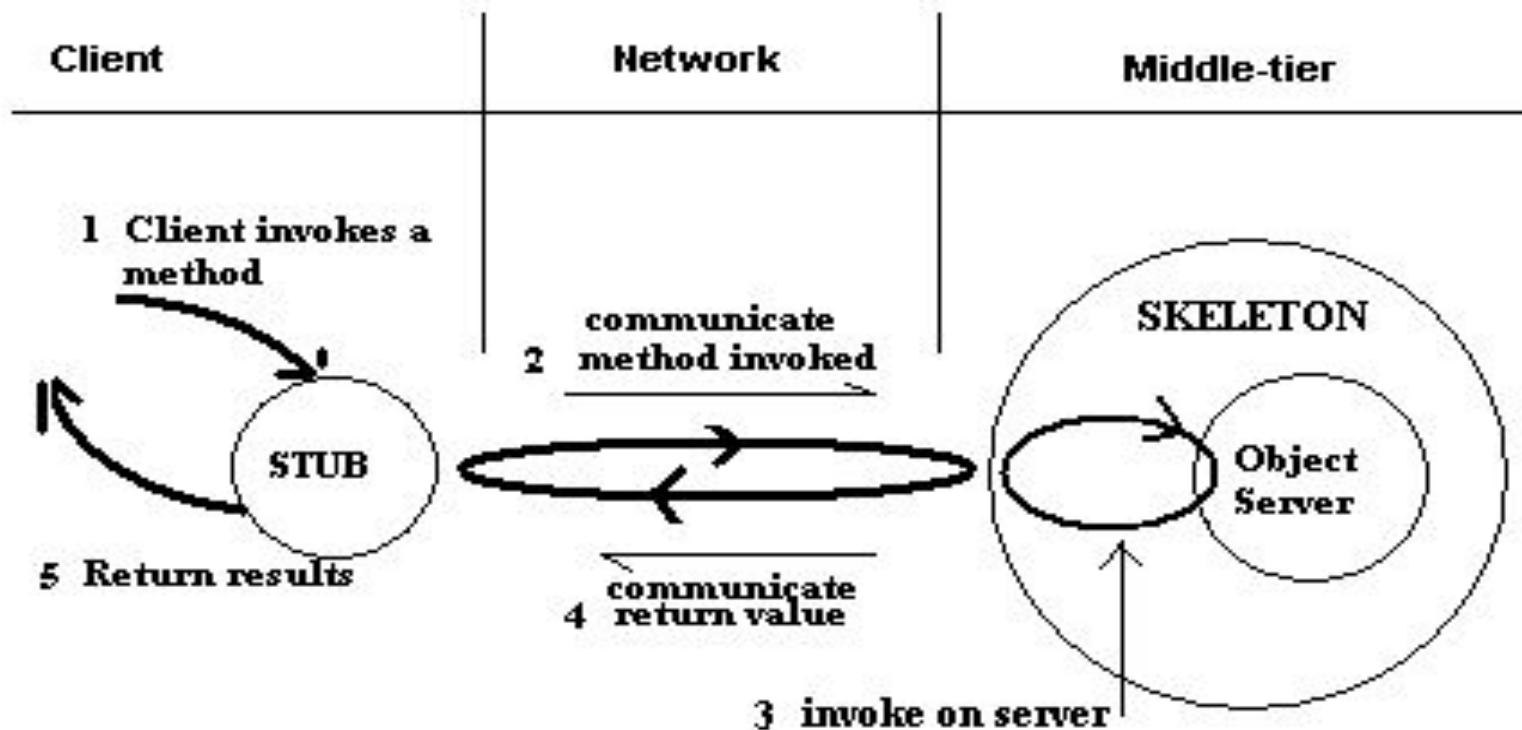 Client
Network
Middle-tier
1 Client invokes a
method
communicate
2 method invoked
SKELETON
STUB
Object
Server
5 Return results
communicate
4 return value
3 invoke on server